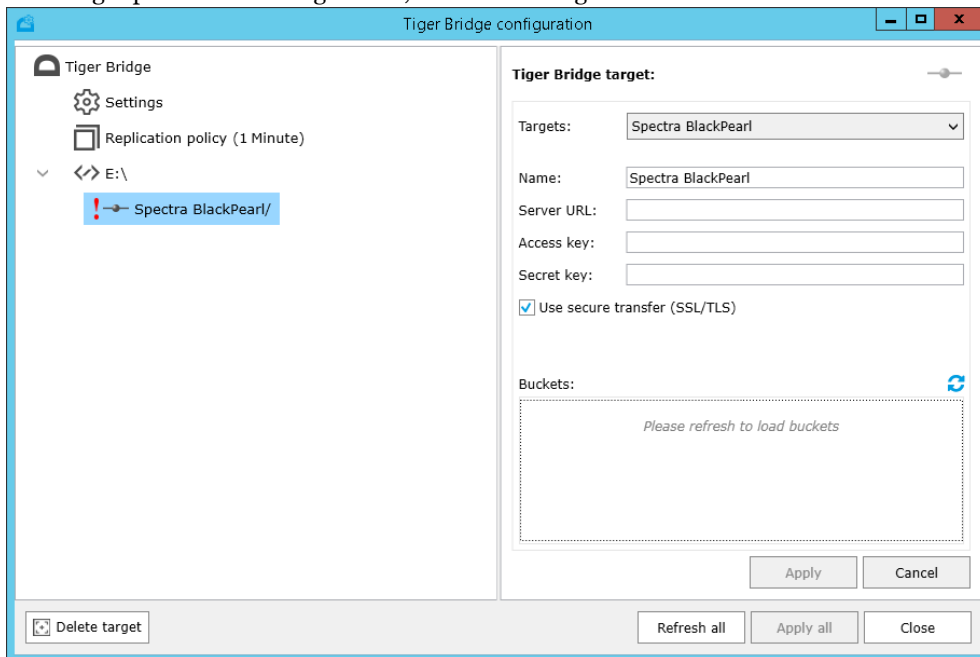 Tiger Bridge configuration
Tiger Bridge
Settings
Replication policy (1 Minute)
E:\
Spectra BlackPearl/
Delete target
Tiger Bridge target:
Targets: Spectra BlackPearl
Name: Spectra BlackPearl
Server URL:
Access key:
Secret key:
Use secure transfer (SSL/TLS)
Buckets:
Please refresh to load buckets
Apply Cancel
Refresh all Apply all Close